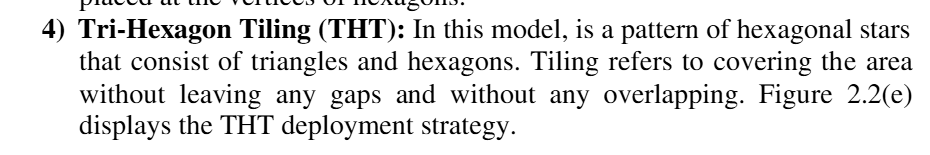 placed at the vertices of hexagons.
4) Tri-Hexagon Tiling (THT): In this model, is a pattern of hexagonal stars
that consist of triangles and hexagons. Tiling refers to covering the area
without leaving any gaps and without any overlapping. Figure 2.2(e)
displays the THT deployment strategy.